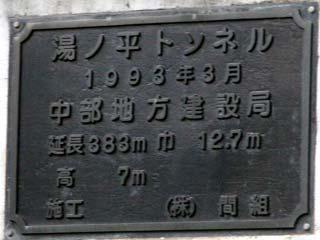 湯ノ平トンネル
1993年3月
中部地方建設局
延長383m 巾 12.7m
高 7m
施工 (株) 間組